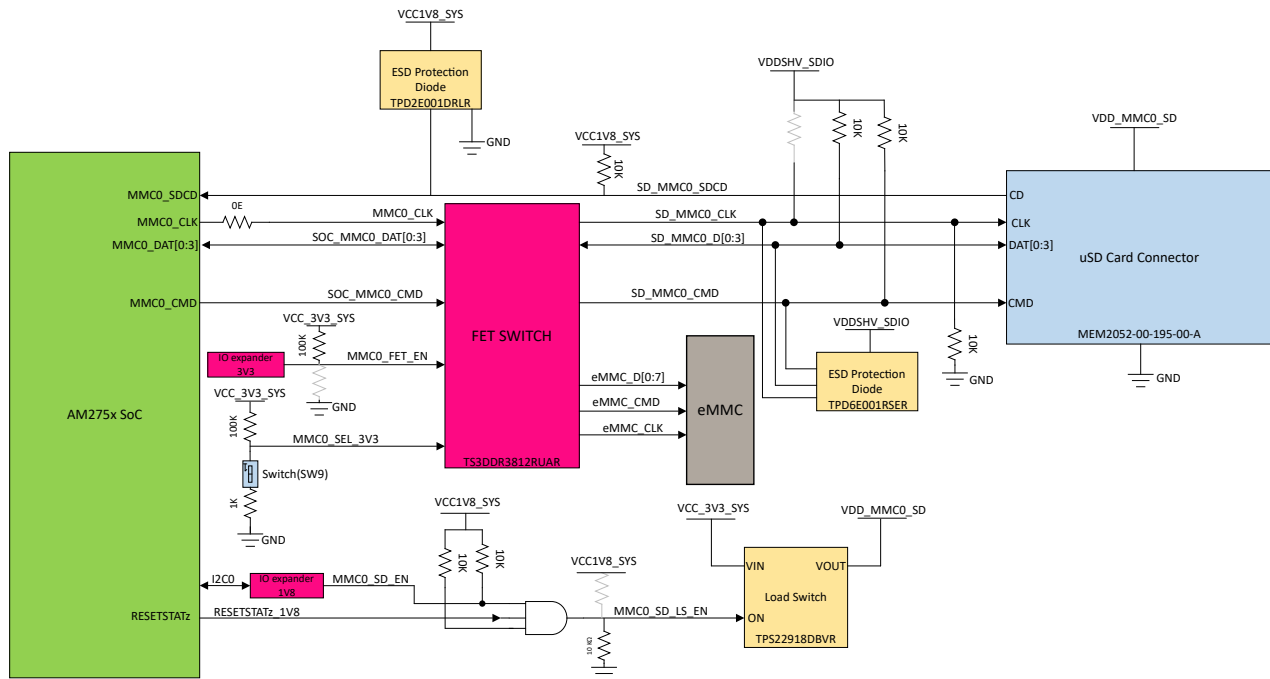 VCC1V8_SYS
ESD Protection
Diode
TPD2E001DRLR
GND
VDDSHV_SDIO
10K
10K
VCC1V8_SYS
10K
VDD_MMC0_SD
MMC0_SDCD
SD_MMC0_SDCD
CD
0E
MMC0_CLK
MMC0_CLK
SD_MMC0_CLK
CLK
MMC0_DAT[0:3]
SOC_MMC0_DAT[0:3]
SD_MMC0_D[0:3]
DAT[0:3]
uSD Card Connector
MMC0_CMD
SOC_MMC0_CMD
SD_MMC0_CMD
CMD
MEM2052-00-195-00-A
GND
FET SWITCH
TS3DDR3812RUAR
VCC_3V3_SYS
100K
IO expander
3V3
MMC0_FET_EN
GND
VCC_3V3_SYS
100K
MMC0_SEL_3V3
Switch(SW9)
1K
GND
AM275x SoC
eMMC_D[0:7]
eMMC_CMD
eMMC_CLK
eMMC
VDDSHV_SDIO
ESD Protection
Diode
TPD6E001RSER
10K
GND
VCC1V8_SYS
10K
10K
I2C0
IO expander
1V8
MMC0_SD_EN
RESETSTATz
RESETSTATz_1V8
VCC1V8_SYS
MMC0_SD_LS_EN
10 KΩ
VCC_3V3_SYS
VDD_MMC0_SD
VIN
VOUT
Load Switch
ON
TPS22918DBVR